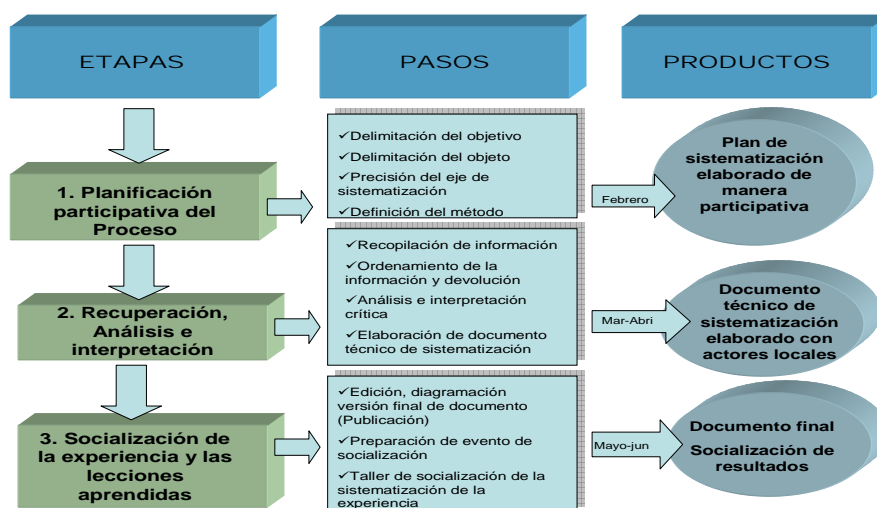 ETAPAS
PASOS
PRODUCTOS
1. Planificación
participativa del
Proceso
✓Delimitación del objetivo
✓Delimitación del objeto
✓Precisión del eje de
sistematización
✓Definición del método
Febrero
Plan de
sistematización
elaborado de
manera
participativa
2. Recuperación,
Análisis e
interpretación
✓Recopilación de información
✓Ordenamiento de la
información y devolución
✓Análisis e interpretación
crítica
✓Elaboración de documento
técnico de sistematización
Mar-Abri
Documento
técnico de
sistematización
elaborado con
actores locales
3. Socialización de
la experiencia y las
lecciones
aprendidas
✓Edición, diagramación
versión final de documento
(Publicación)
✓Preparación de evento de
socialización
✓Taller de socialización de la
sistematización de la
experiencia
Mayo-jun
Documento final
Socialización de
resultados